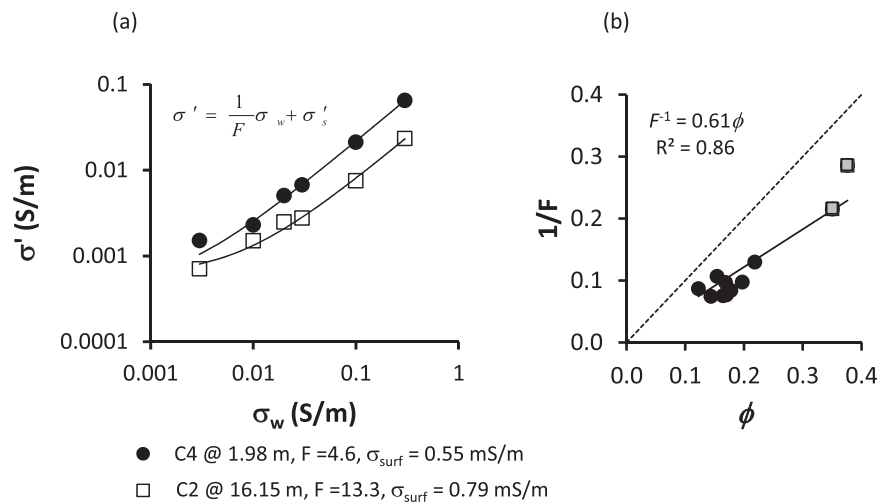 (a)
(b)
0.1
0.01
0.001
0.0001
σ' (S/m)
σ ' = 1/F σ w + σ's
0.001
0.01
0.1
1
σw (S/m)
0.4
0.3
0.2
0.1
0.0
1/F
F-1 = 0.61ϕ
R² = 0.86
0.0
0.1
0.2
0.3
0.4
ϕ
C4 @ 1.98 m, F =4.6, σsurf = 0.55 mS/m
C2 @ 16.15 m, F =13.3, σsurf = 0.79 mS/m